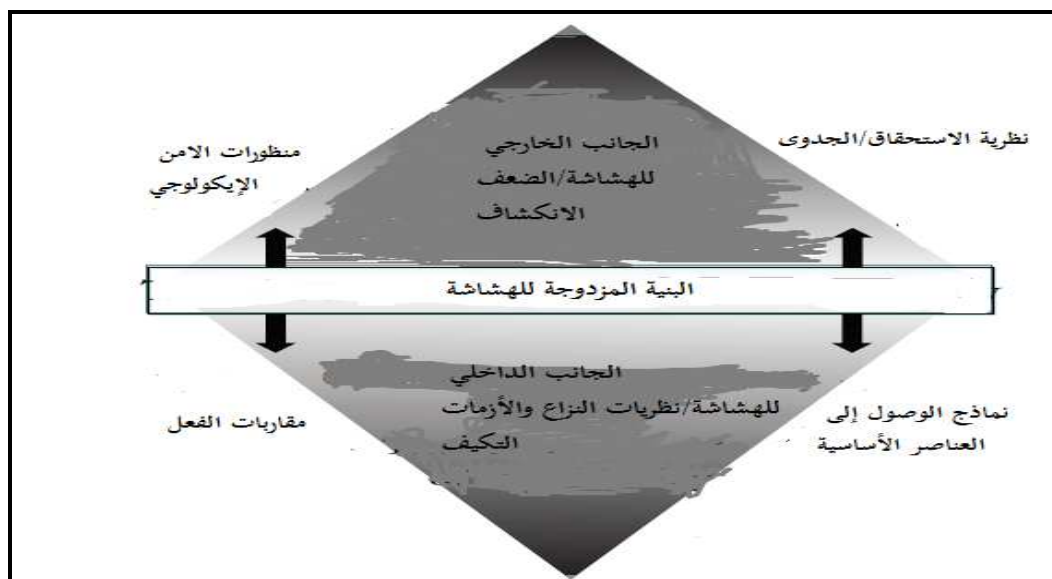 نظرية الاستحقاق/الجدوى
الجانب الخارجي
للهشاشة/الضعف
الانكشاف
منظورات الامن
الإيكولوجي
البنية المزدوجة للهشاشة
نماذج الوصول إلى
العناصر الأساسية
الجانب الداخلي
للهشاشة/نظريات النزاع والأزمات
التكيف
مقاربات الفعل